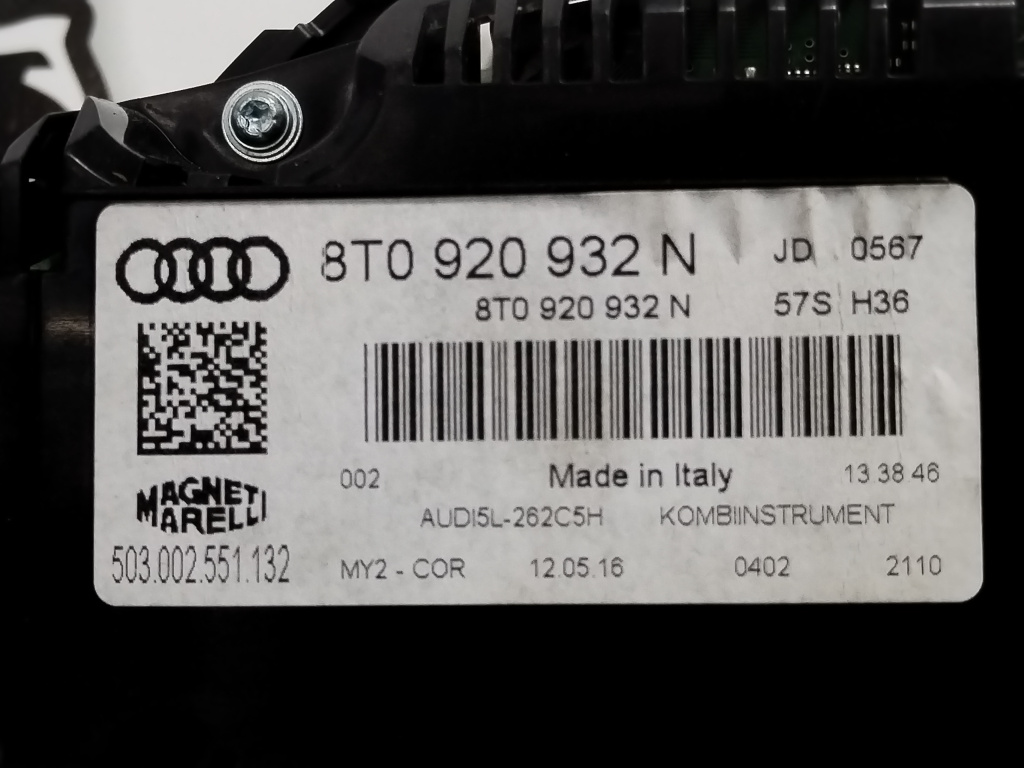 8T0 920 932 N JD 0567
8T0 920 932 N 57S H36
002 Made in Italy 13 38 46
MAGNETI MARELLI AUDI5L-262C5H KOMBIINSTRUMENT
503.002.551.132 MY2 - COR 12.05.16 0402 2110